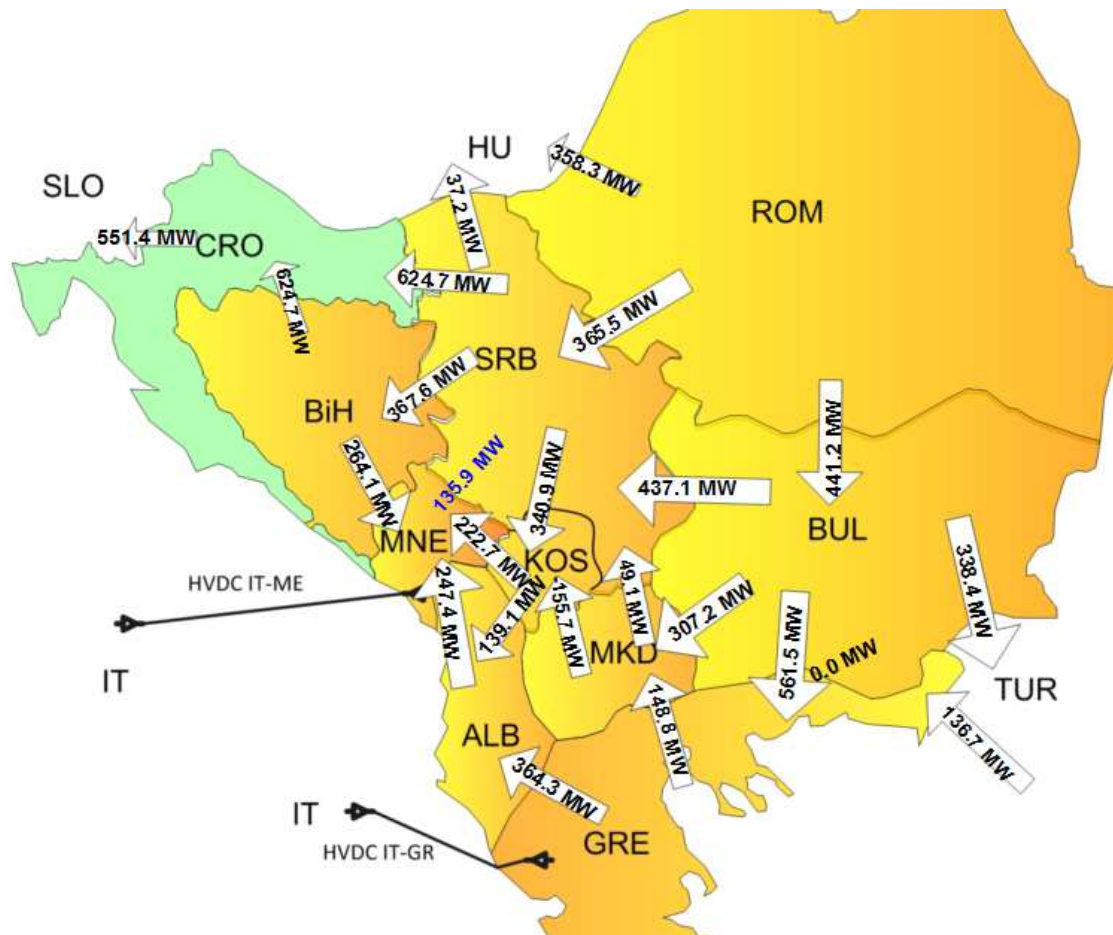 HU
358.3 MW
SLO
37.2 MW
ROM
551.4 MW
CRO
624.7 MW
624.7 MW
365.5 MW
SRB
367.6 MW
BiH
441.2 MW
264.1 MW
135.9 MW
340.9 MW
437.1 MW
BUL
MNE
222.7 MW
KOS
338.4 MW
HVDC IT-ME
247.4 MW
139.1 MW
155.7 MW
49.1 MW
307.2 MW
MKD
561.5 MW
0.0 MW
IT
TUR
136.7 MW
148.8 MW
ALB
364.3 MW
IT
GRE
HVDC IT-GR